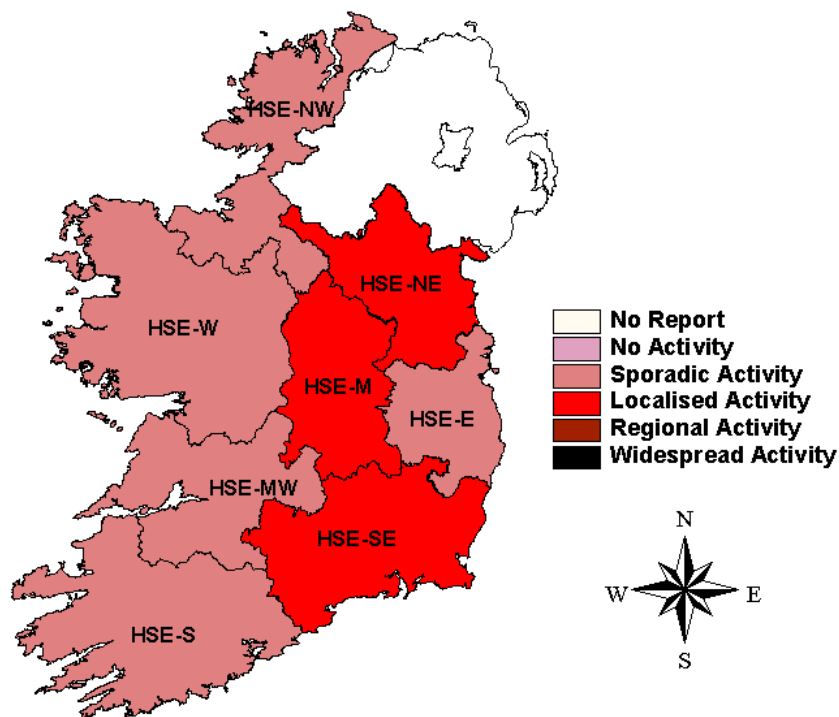 HSE-NW
HSE-NE
HSE-W
HSE-M
HSE-E
HSE-MW
HSE-SE
HSE-S
No Report
No Activity
Sporadic Activity
Localised Activity
Regional Activity
Widespread Activity
N
W E
S